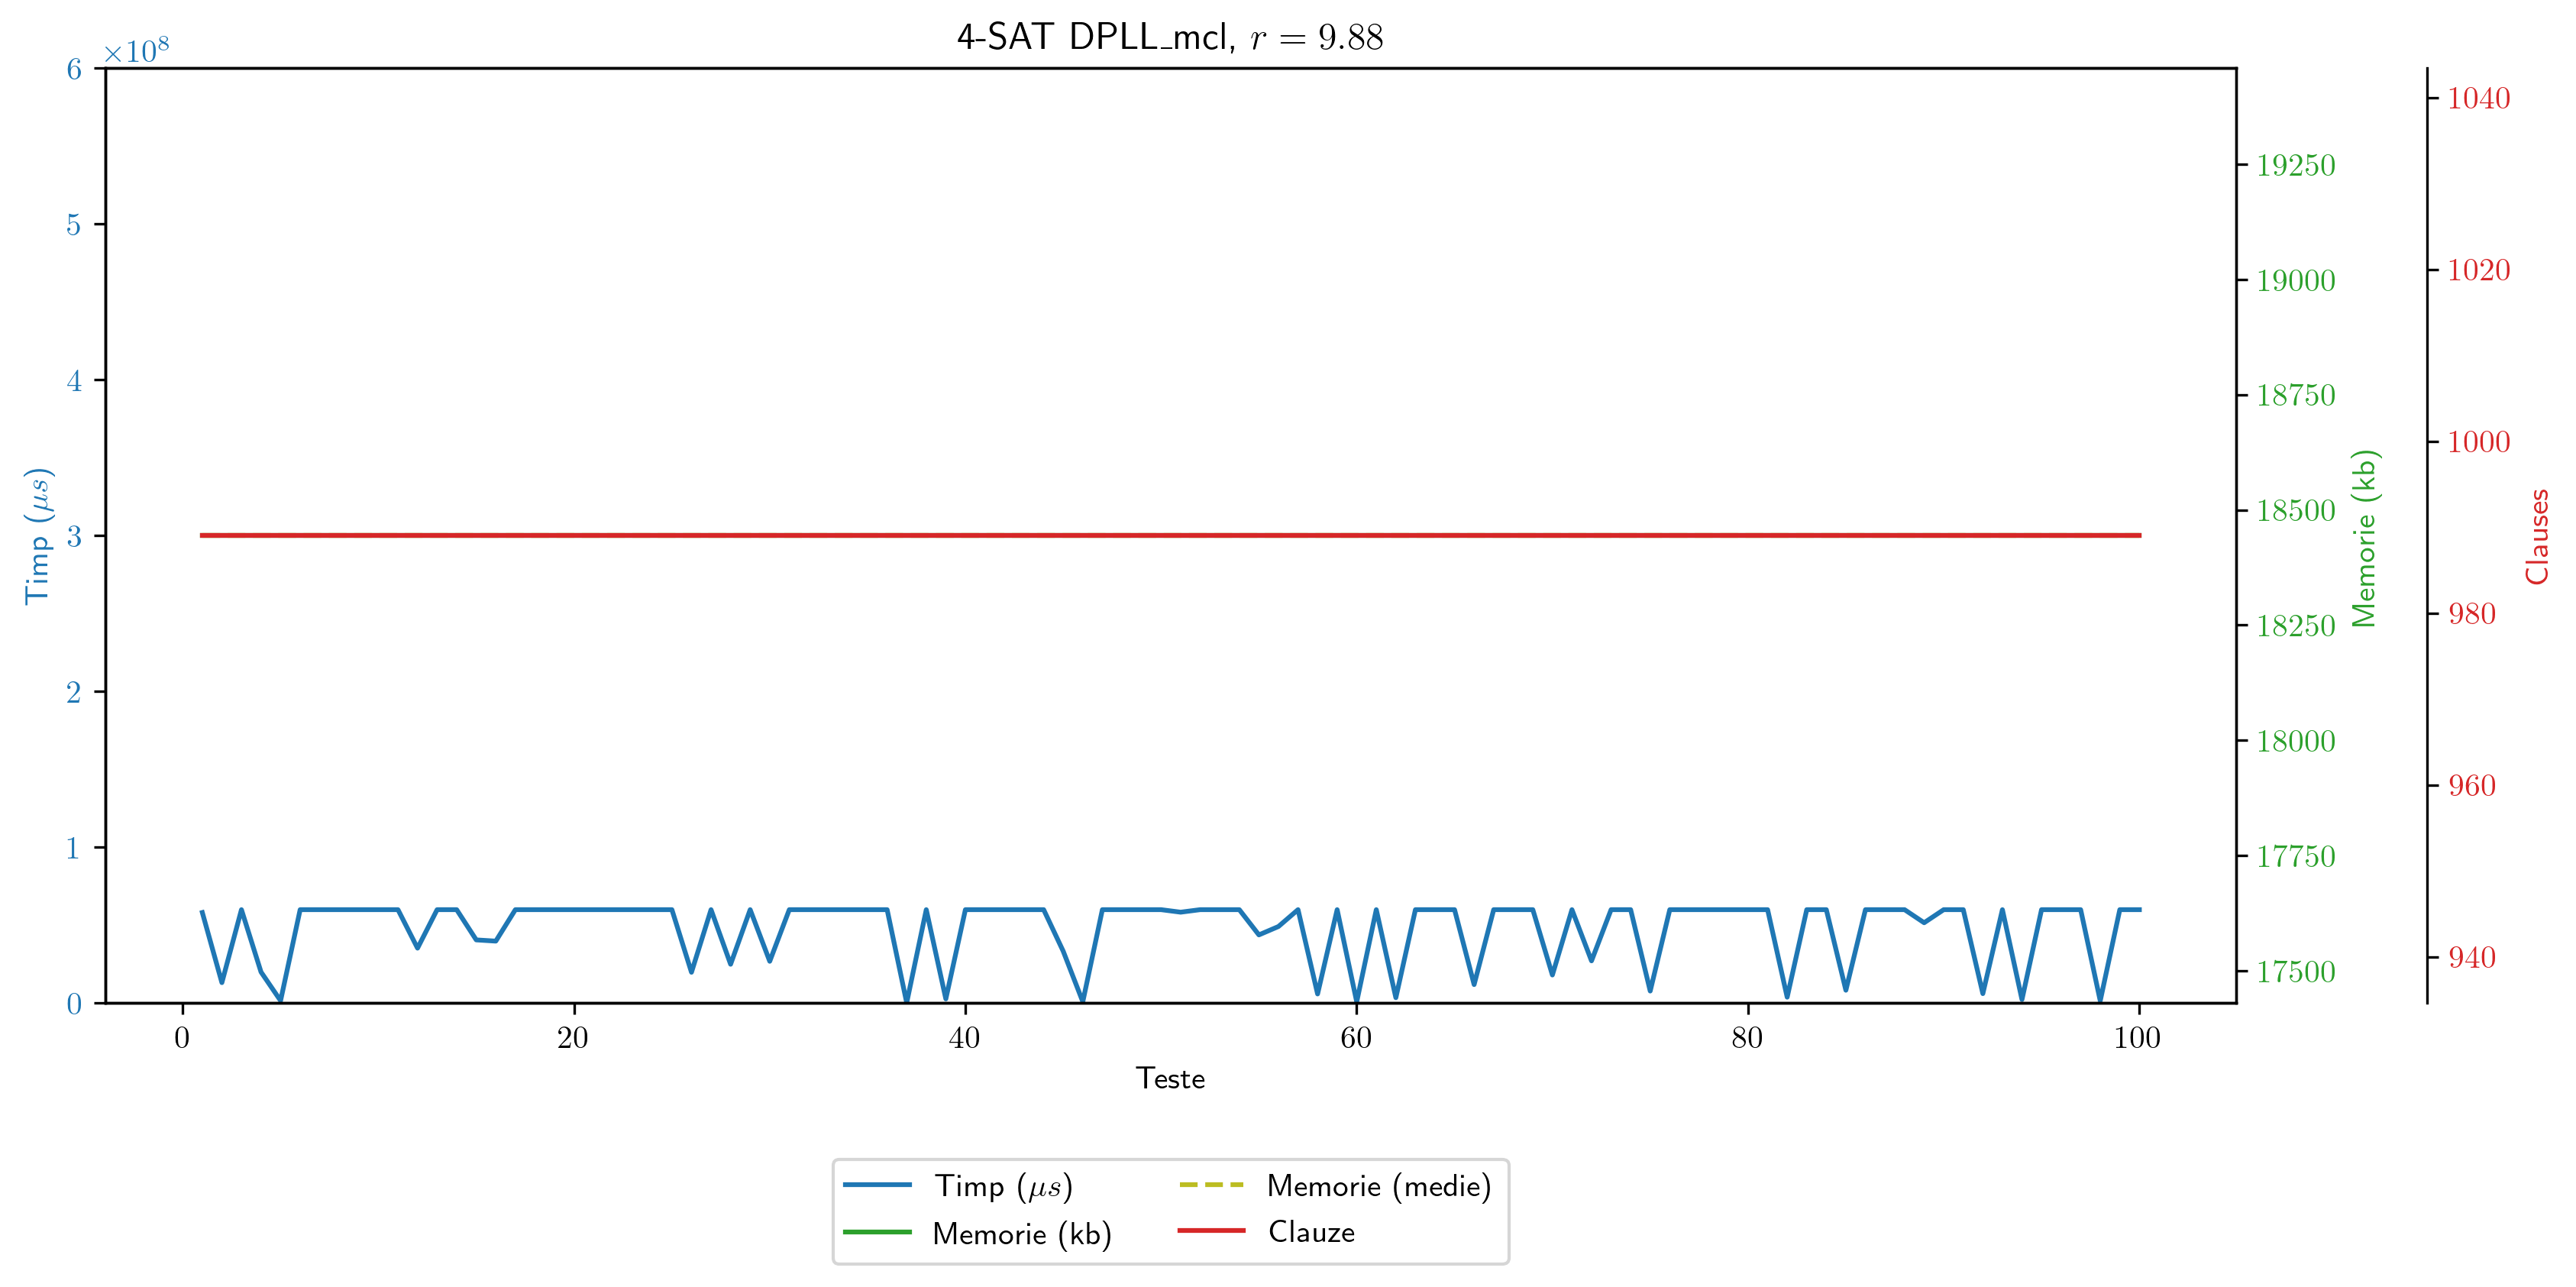 4-SAT DPLL_mcl, r = 9.88
×10⁸
6
5
4
3
2
1
0
Timp (μs)
0 20 40 60 80 100
Teste
19250
19000
18750
18500
18250
18000
17750
17500
Memorie (kb)
1040
1020
1000
980
960
940
Clauses
Timp (μs)
Memorie (kb)
Memorie (medie)
Clauze